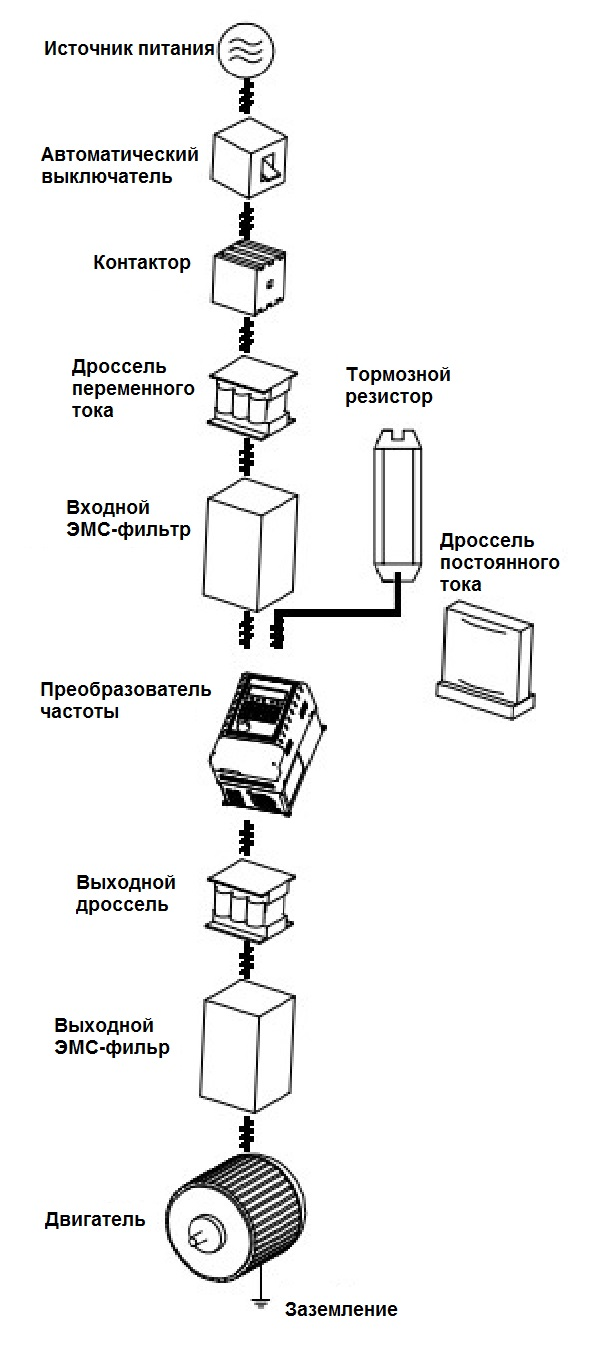 Источник питания
Автоматический
выключатель
Контактор
Дроссель
переменного
тока
Тормозной
резистор
Входной
ЭМС-фильтр
Дроссель
постоянного
тока
Преобразователь
частоты
Выходной
дроссель
Выходной
ЭМС-фильр
Двигатель
Заземление